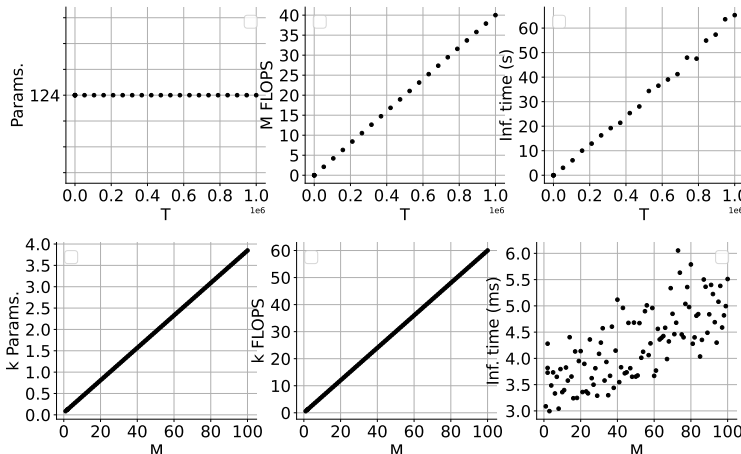 Params.
124
0.0 0.2 0.4 0.6 0.8 1.0
1e6
T
M FLOPS
40
35
30
25
20
15
10
5
0
0.0 0.2 0.4 0.6 0.8 1.0
1e6
T
Inf. time (s)
60
50
40
30
20
10
0
0.0 0.2 0.4 0.6 0.8 1.0
1e6
T
k Params.
4.0
3.5
3.0
2.5
2.0
1.5
1.0
0.5
0.0
0 20 40 60 80 100
M
k FLOPS
60
50
40
30
20
10
0
0 20 40 60 80 100
M
Inf. time (ms)
6.0
5.5
5.0
4.5
4.0
3.5
3.0
0 20 40 60 80 100
M